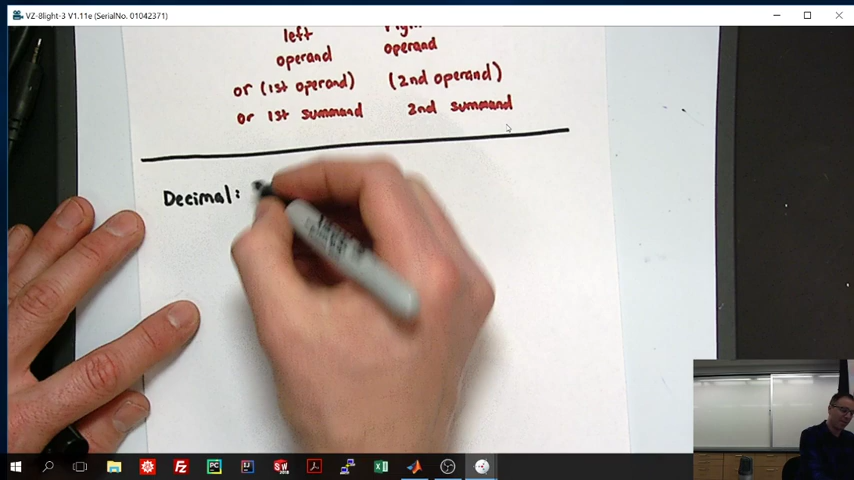 VZ-8light-3 V1.11e (SerialNo. 01042371)
left
operand operand
or (1st operand) (2nd operand)
or 1st summand 2nd summand
Decimal: